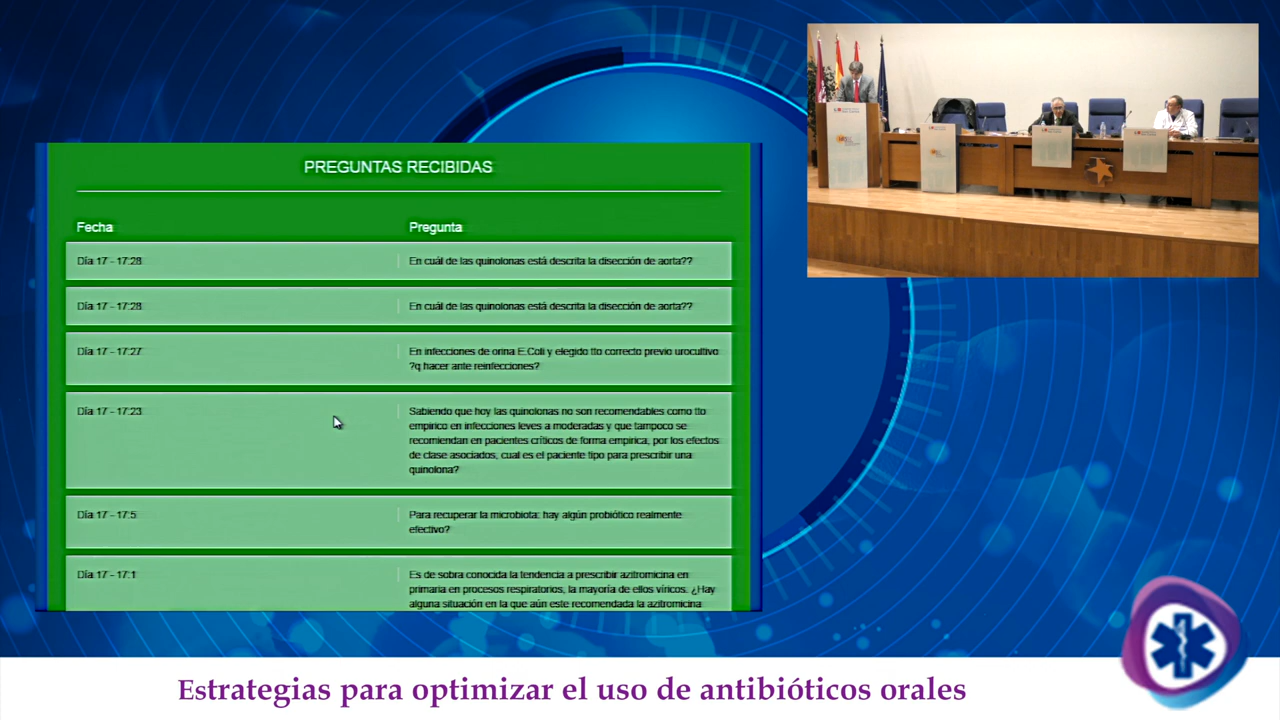 PREGUNTAS RECIBIDAS
Fecha
Pregunta
Día 17 - 17:28
En cuál de las quinolonas está descrita la disección de aorta??
Día 17 - 17:28
En cuál de las quinolonas está descrita la disección de aorta??
Día 17 - 17:27
En infecciones de orina E.Coli y elegido tto correcto previo urocultivo
?q hacer ante reinfecciones?
Día 17 - 17:23
Sabiendo que hoy las quinolonas no son recomendables como tto
empirico en infecciones leves a moderadas y que tampoco se
recomiendan en pacientes críticos de forma empirica, por los efectos
de clase asociados, cual es el paciente tipo para prescribir una
quinolona?
Día 17 - 17:5
Para recuperar la microbiota: hay algún probiótico realmente
efectivo?
Día 17 - 17:1
Es de sobra conocida la tendencia a prescribir azitromicina en
primaria en procesos respiratorios, la mayoría de ellos víricos. ¿Hay
alguna situación en la que aún este recomendada la azitromicina
Estrategias para optimizar el uso de antibióticos orales